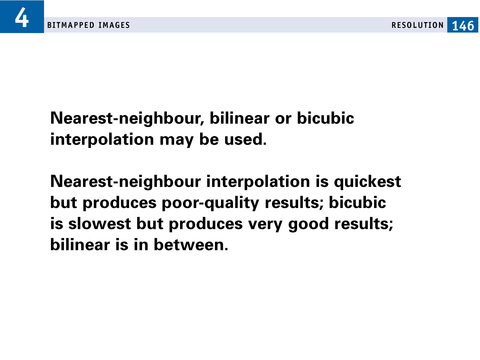 4
BITMAPPED IMAGES
RESOLUTION 146
Nearest-neighbour, bilinear or bicubic
interpolation may be used.
Nearest-neighbour interpolation is quickest
but produces poor-quality results; bicubic
is slowest but produces very good results;
bilinear is in between.